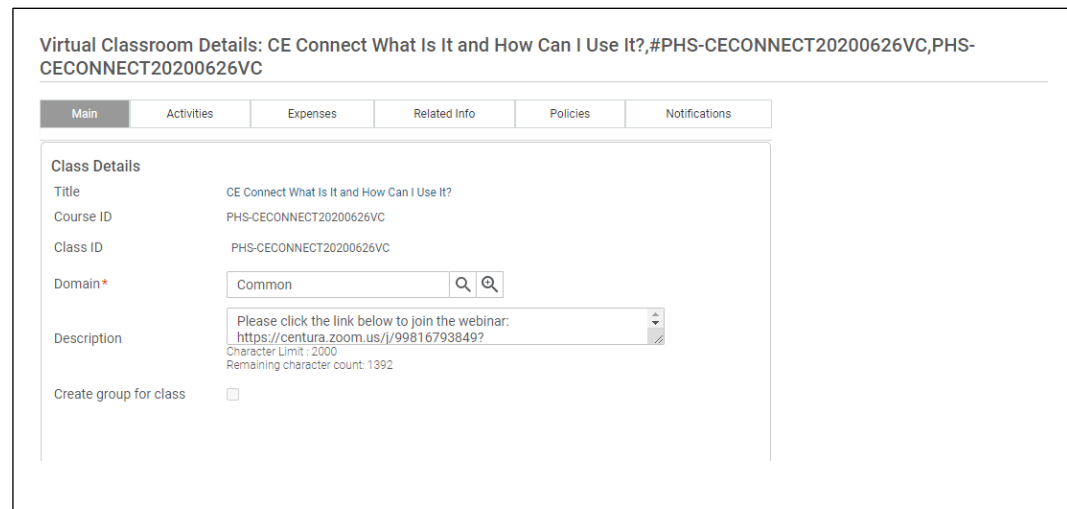 Virtual Classroom Details: CE Connect What Is It and How Can I Use It?,#PHS-CECONNECT20200626VC,PHS-
CECONNECT20200626VC
Main Activities Expenses Related Info Policies Notifications
Class Details
Title CE Connect What Is It and How Can I Use It?
Course ID PHS-CECONNECT20200626VC
Class ID PHS-CECONNECT20200626VC
Domain* Common
Description Please click the link below to join the webinar:
https://centura.zoom.us/j/99816793849?
Character Limit : 2000
Remaining character count: 1392
Create group for class